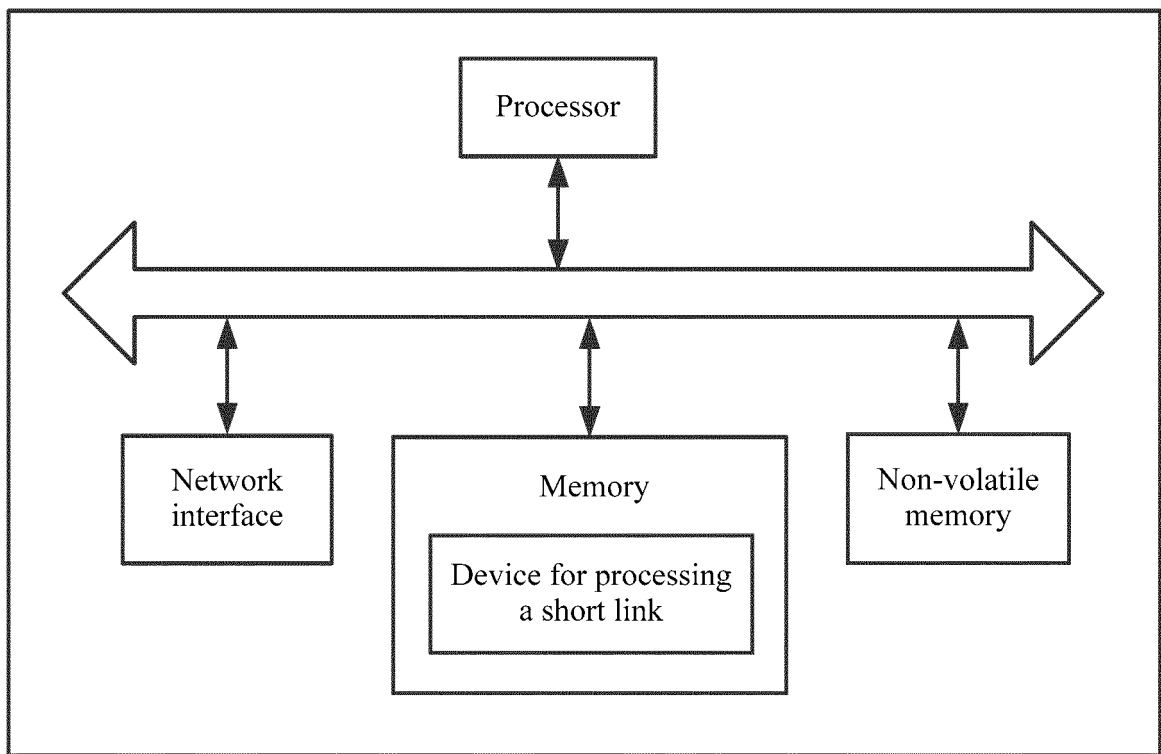 Processor
Network
interface
Memory
Device for processing
a short link
Non-volatile
memory